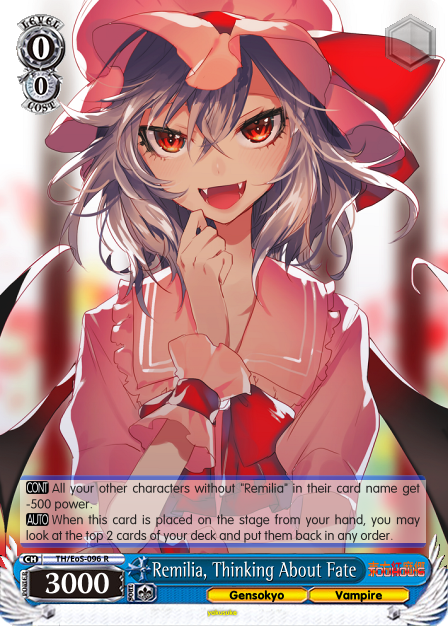 LEVEL
0
0
COST
CONT All your other characters without "Remilia" in their card name get
-500 power.
AUTO When this card is placed on the stage from your hand, you may
look at the top 2 cards of your deck and put them back in any order.
CH TH/EoS-096 R
POWER 3000 SOUL Remilia, Thinking About Fate
Gensokyo Vampire